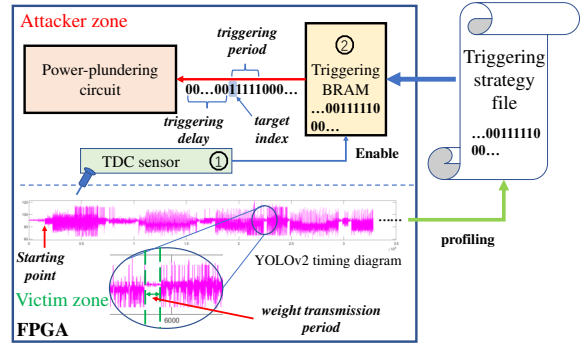 Attacker zone
Power-plundering
circuit
triggering
period
00…0011111000…
triggering
delay
target
index
②
Triggering
BRAM
…00111110
00…
Triggering
strategy
file
…00111110
00…
TDC sensor ①
Enable
Starting
point
YOLOv2 timing diagram
profiling
Victim zone
6000
weight transmission
period
FPGA